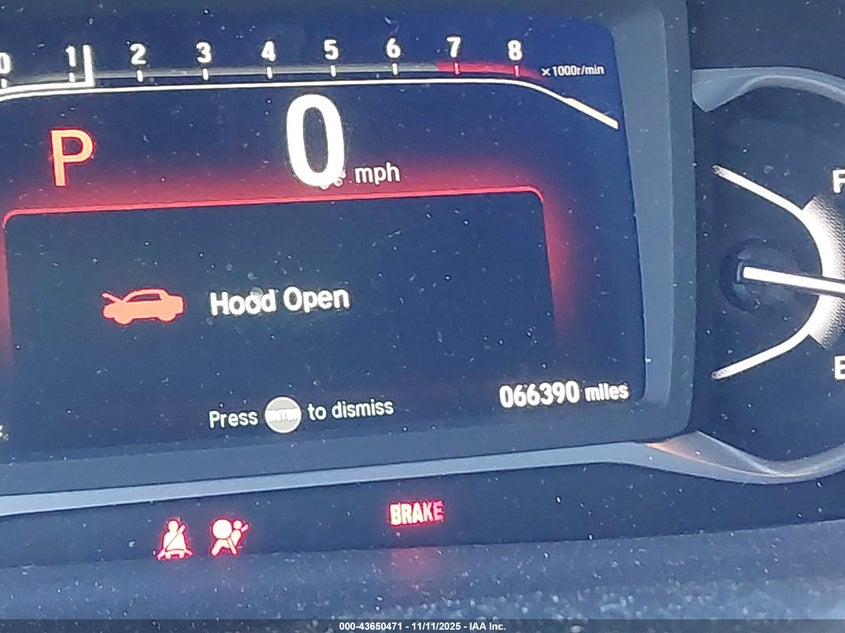 0 1 2 3 4 5 6 7 8 ×1000r/min
P 0 mph
Hood Open
066390 miles
Press ENTER to dismiss
BRAKE
F
E
000-43650471 - 11/11/2025 - IAA Inc.